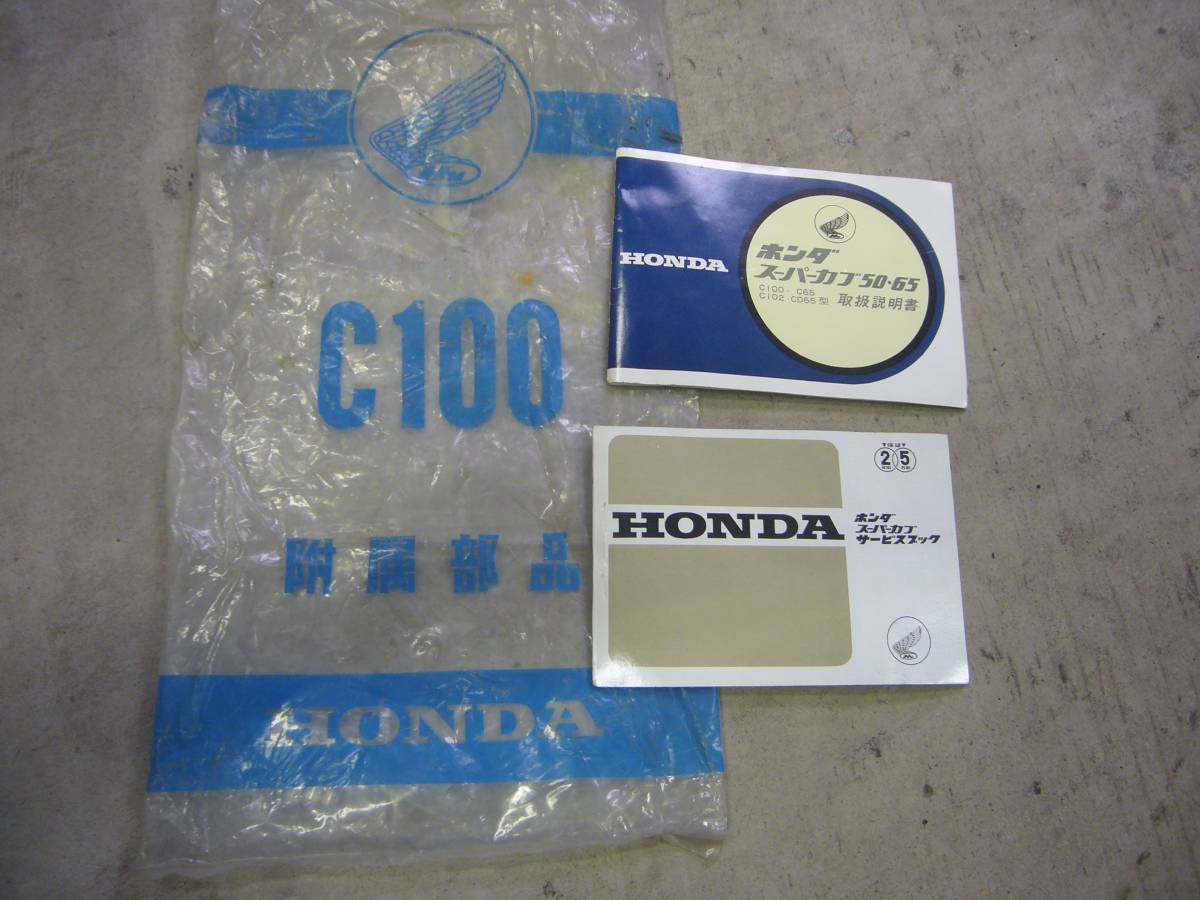 C100
附属部品
HONDA
HONDA
ホンダ
スーパーカブ50・65
C100・C65
C102・CD65型 取扱説明書
▼保証▼
2 5
HONDA
ホンダ
スーパーカブ
サービスブック